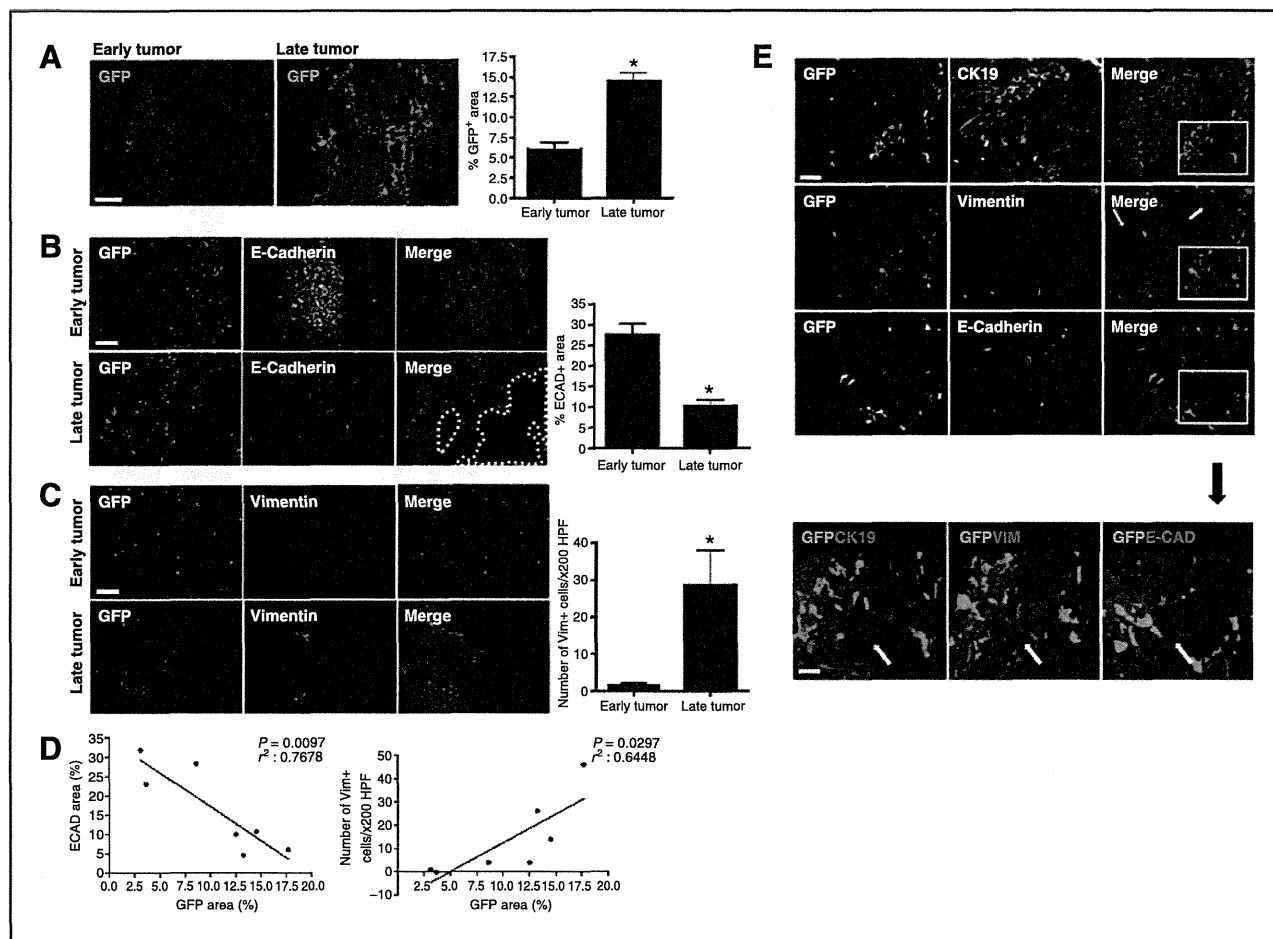 A
Early tumor
Late tumor
GFP
GFP
% GFP+ area
17.5
15.0
12.5
10.0
7.5
5.0
2.5
0.0
*
Early tumor
Late tumor
B
Early tumor
GFP
E-Cadherin
Merge
Late tumor
GFP
E-Cadherin
Merge
% ECAD+ area
35
30
25
20
15
10
5
0
*
Early tumor
Late tumor
C
Early tumor
GFP
Vimentin
Merge
Late tumor
GFP
Vimentin
Merge
Number of Vim+ cells/x200 HPF
40
30
20
10
0
*
Early tumor
Late tumor
D
ECAD area (%)
35
30
25
20
15
10
5
0
P = 0.0097
r² : 0.7678
0.0 2.5 5.0 7.5 10.0 12.5 15.0 17.5 20.0
GFP area (%)
Number of Vim+
cells/x200 HPF
50
40
30
20
10
0
−10
P = 0.0297
r² : 0.6448
2.5 5.0 7.5 10.0 12.5 15.0 17.5 20.0
GFP area (%)
E
GFP
CK19
Merge
GFP
Vimentin
Merge
GFP
E-Cadherin
Merge
GFPCK19
GFPVIM
GFPE-CAD